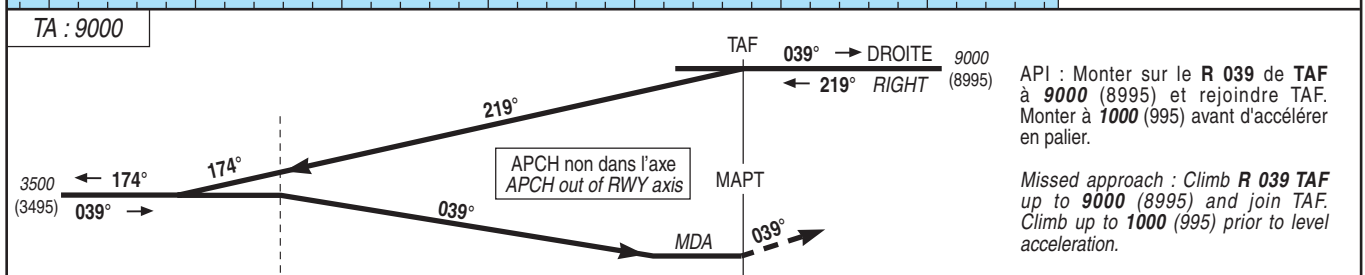 TA : 9000
TAF
039° → DROITE 9000
← 219° RIGHT (8995)
219°
174°
3500 ← 174°
(3495) 039° →
APCH non dans l'axe
APCH out of RWY axis
MAPT
039°
MDA
039°
API : Monter sur le R 039 de TAF
à 9000 (8995) et rejoindre TAF.
Monter à 1000 (995) avant d'accélérer
en palier.
Missed approach : Climb R 039 TAF
up to 9000 (8995) and join TAF.
Climb up to 1000 (995) prior to level
acceleration.